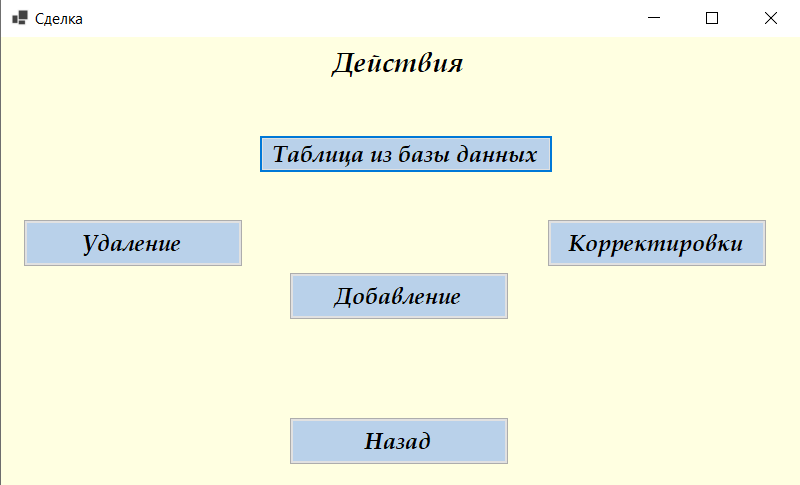 Сделка
Действия
Таблица из базы данных
Удаление
Корректировки
Добавление
Назад